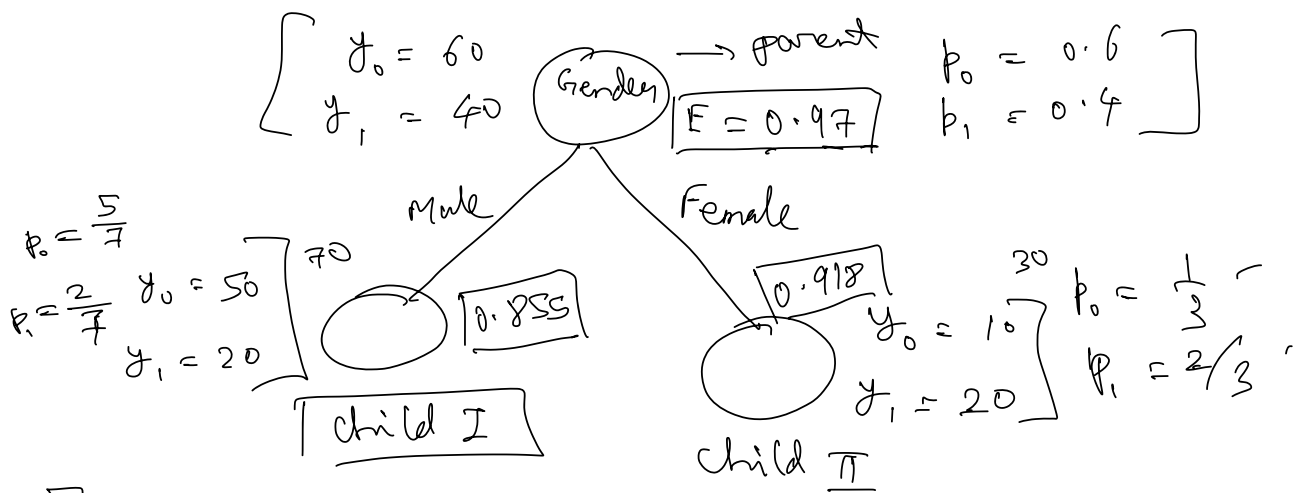 y₀ = 60
y₁ = 40
Gender
→ parent
E = 0.97
p₀ = 0.6
p₁ = 0.4
Male
Female
p₀ = 5/7
p₁ = 2/7
y₀ = 50
y₁ = 20
70
0.855
child I
0.918
30
y₀ = 10
y₁ = 20
p₀ = 1/3
p₁ = 2/3
child II